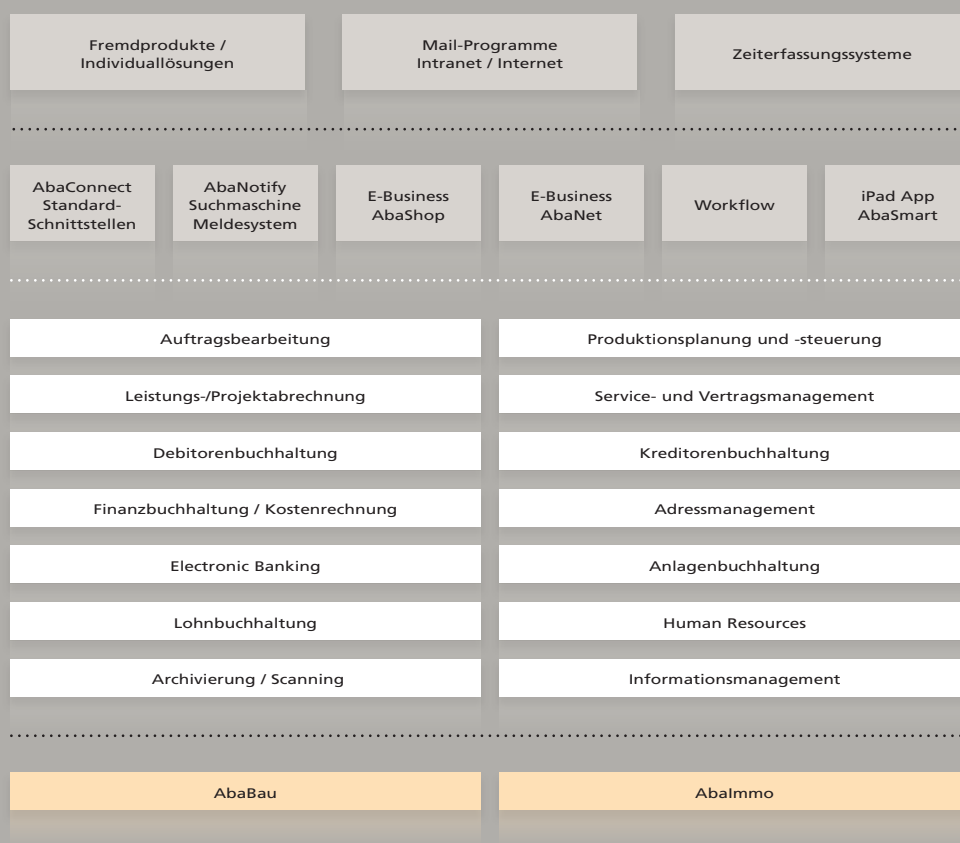 Fremdprodukte /
Individuallösungen
Mail-Programme
Intranet / Internet
Zeiterfassungssysteme
AbaConnect
Standard-
Schnittstellen
AbaNotify
Suchmaschine
Meldesystem
E-Business
AbaShop
E-Business
AbaNet
Workflow
iPad App
AbaSmart
Auftragsbearbeitung
Produktionsplanung und -steuerung
Leistungs-/Projektabrechnung
Service- und Vertragsmanagement
Debitorenbuchhaltung
Kreditorenbuchhaltung
Finanzbuchhaltung / Kostenrechnung
Adressmanagement
Electronic Banking
Anlagenbuchhaltung
Lohnbuchhaltung
Human Resources
Archivierung / Scanning
Informationsmanagement
AbaBau
AbaImmo